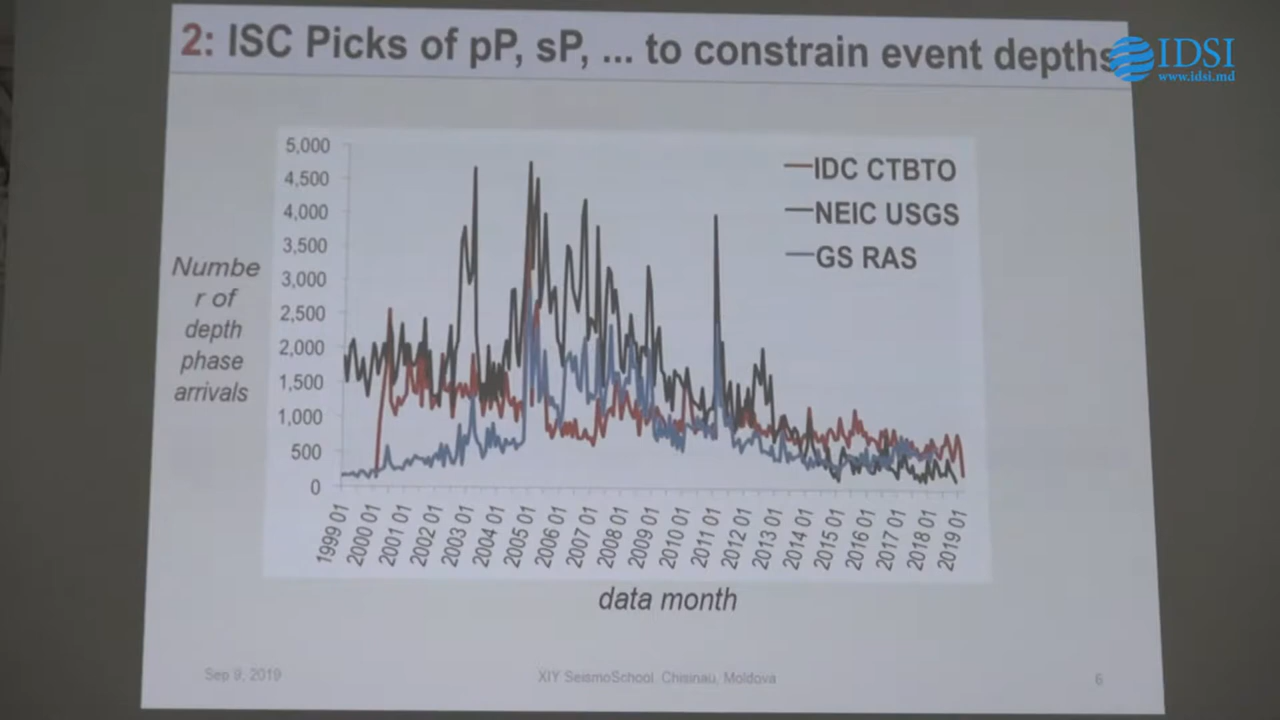 2: ISC Picks of pP, sP, ... to constrain event depths
IDSI
www.idsi.md
5,000
4,500
4,000
3,500
3,000
2,500
2,000
1,500
1,000
500
0
IDC CTBTO
NEIC USGS
GS RAS
Numbe
r of
depth
phase
arrivals
1999 01
2000 01
2001 01
2002 01
2003 01
2004 01
2005 01
2006 01
2007 01
2008 01
2009 01
2010 01
2011 01
2012 01
2013 01
2014 01
2015 01
2016 01
2017 01
2018 01
2019 01
data month
Sep 9, 2019
XIY SeismoSchool. Chisinau, Moldova
6